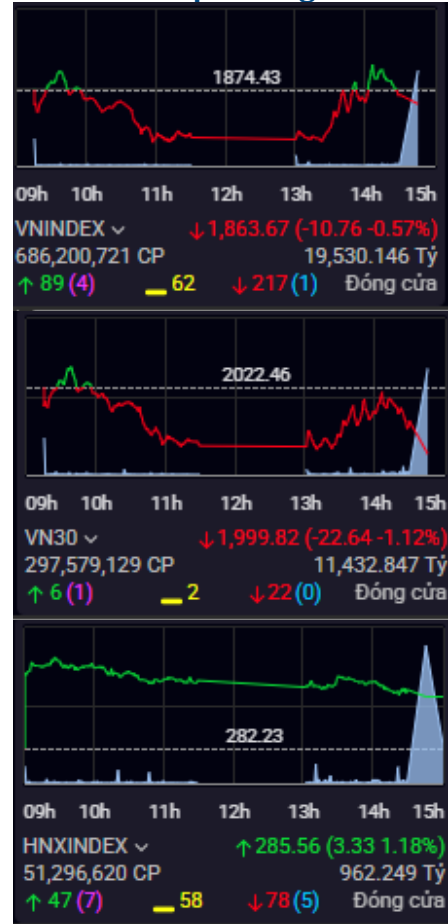 1874.43
09h 10h 11h 12h 13h 14h 15h
VNINDEX ↓1,863.67 (-10.76 -0.57%)
686,200,721 CP 19,530.146 Tỷ
↑ 89 (4) 62 ↓ 217 (1) Đóng cửa
2022.46
09h 10h 11h 12h 13h 14h 15h
VN30 ↓1,999.82 (-22.64 -1.12%)
297,579,129 CP 11,432.847 Tỷ
↑ 6 (1) 2 ↓ 22 (0) Đóng cửa
282.23
09h 10h 11h 12h 13h 14h 15h
HNXINDEX ↑ 285.56 (3.33 1.18%)
51,296,620 CP 962.249 Tỷ
↑ 47 (7) 58 ↓ 78 (5) Đóng cửa